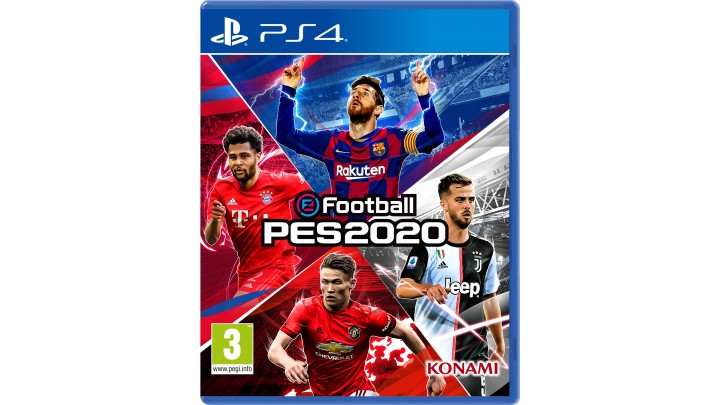 PS4
Rakuten
T
eFootball
PES2020
Jeep
CHEVROLET
3
www.pegi.info
KONAMI